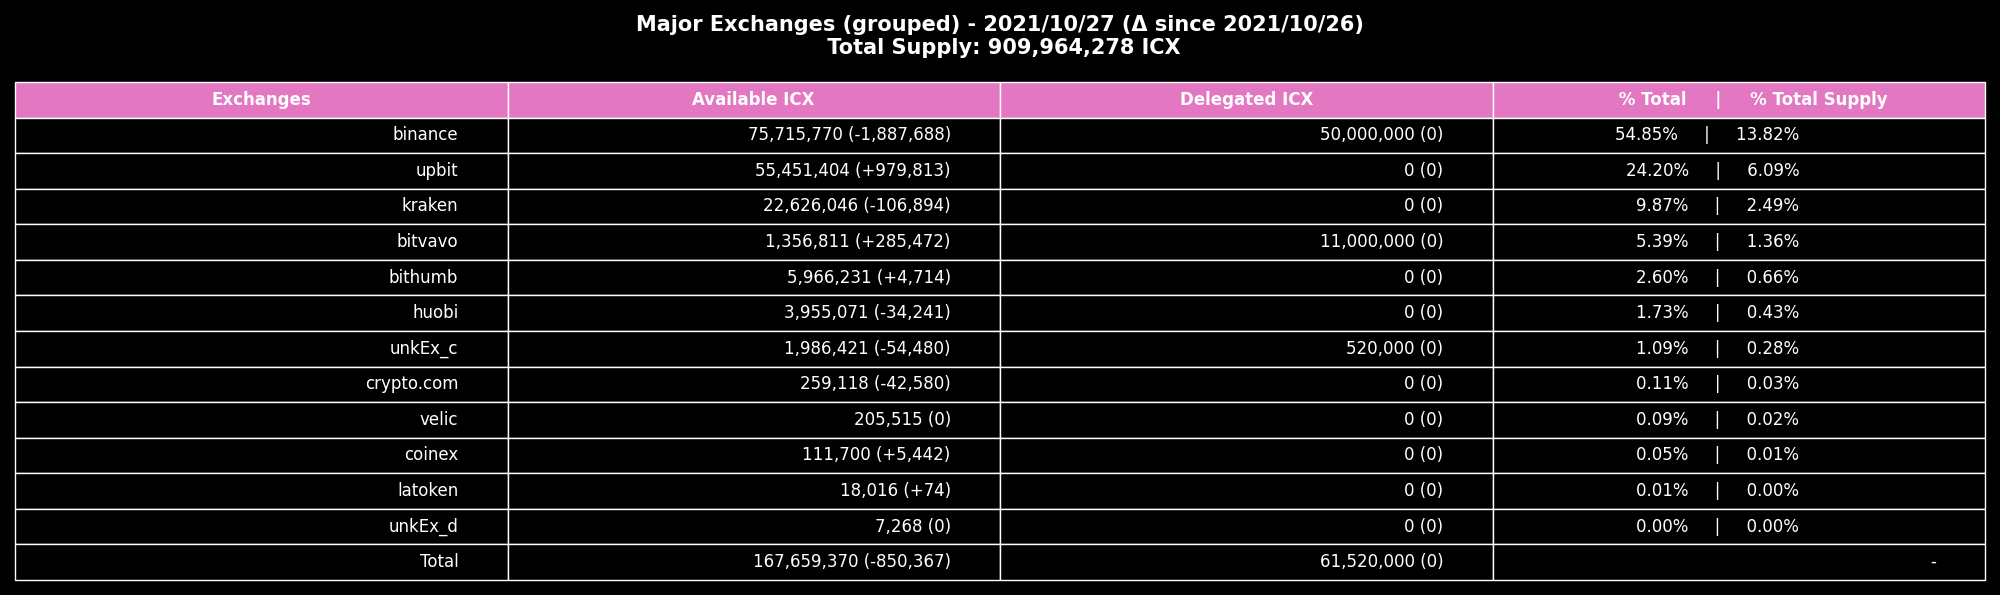 Major Exchanges (grouped) - 2021/10/27 (Δ since 2021/10/26)
Total Supply: 909,964,278 ICX
Exchanges Available ICX Delegated ICX % Total | % Total Supply
binance 75,715,770 (-1,887,688) 50,000,000 (0) 54.85% | 13.82%
upbit 55,451,404 (+979,813) 0 (0) 24.20% | 6.09%
kraken 22,626,046 (-106,894) 0 (0) 9.87% | 2.49%
bitvavo 1,356,811 (+285,472) 11,000,000 (0) 5.39% | 1.36%
bithumb 5,966,231 (+4,714) 0 (0) 2.60% | 0.66%
huobi 3,955,071 (-34,241) 0 (0) 1.73% | 0.43%
unkEx_c 1,986,421 (-54,480) 520,000 (0) 1.09% | 0.28%
crypto.com 259,118 (-42,580) 0 (0) 0.11% | 0.03%
velic 205,515 (0) 0 (0) 0.09% | 0.02%
coinex 111,700 (+5,442) 0 (0) 0.05% | 0.01%
latoken 18,016 (+74) 0 (0) 0.01% | 0.00%
unkEx_d 7,268 (0) 0 (0) 0.00% | 0.00%
Total 167,659,370 (-850,367) 61,520,000 (0) -